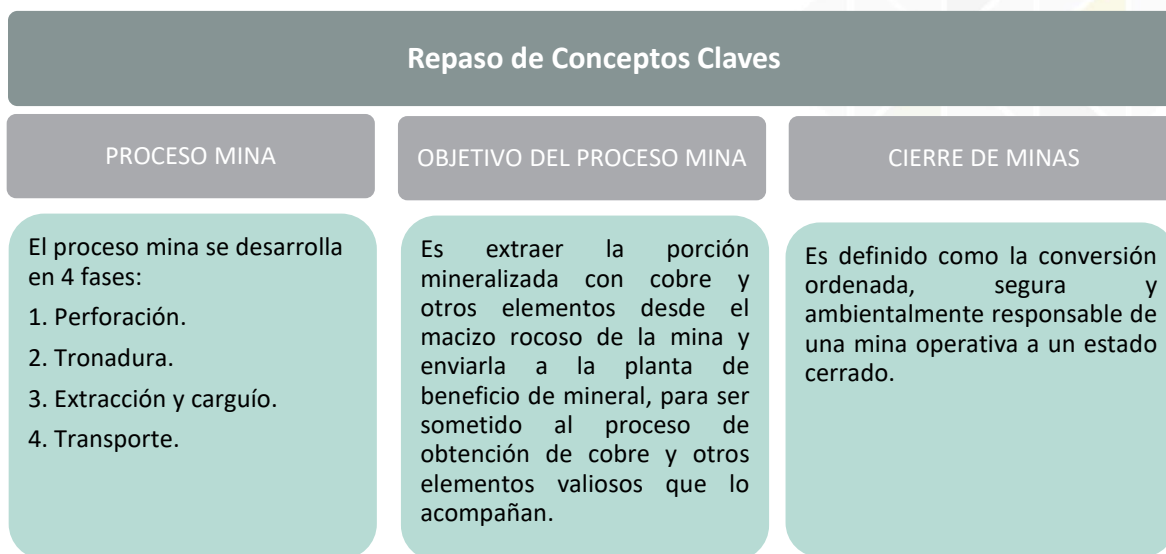 Repaso de Conceptos Claves
PROCESO MINA
El proceso mina se desarrolla
en 4 fases:
1. Perforación.
2. Tronadura.
3. Extracción y carguío.
4. Transporte.
OBJETIVO DEL PROCESO MINA
Es extraer la porción
mineralizada con cobre y
otros elementos desde el
macizo rocoso de la mina y
enviarla a la planta de
beneficio de mineral, para ser
sometido al proceso de
obtención de cobre y otros
elementos valiosos que lo
acompañan.
CIERRE DE MINAS
Es definido como la conversión
ordenada, segura y
ambientalmente responsable de
una mina operativa a un estado
cerrado.